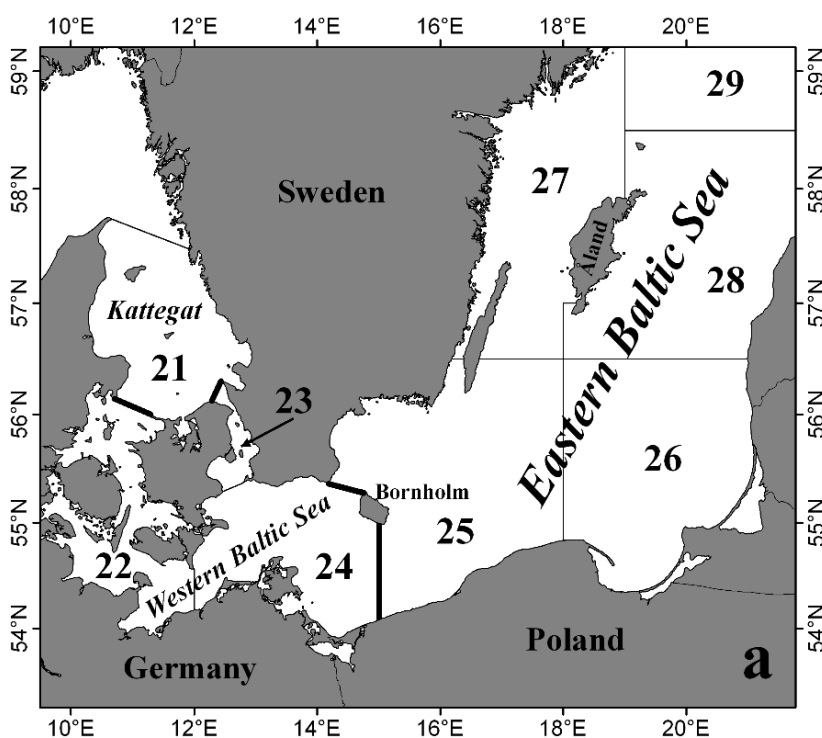 10°E 12°E 14°E 16°E 18°E 20°E
59°N 59°N
29
27
58°N Sweden 58°N
Eastern Baltic Sea
Åland
28
57°N Kattegat 57°N
21
23
56°N 56°N
26
Bornholm
55°N 25 55°N
Western Baltic Sea
22 24
54°N 54°N
Poland
Germany a
10°E 12°E 14°E 16°E 18°E 20°E